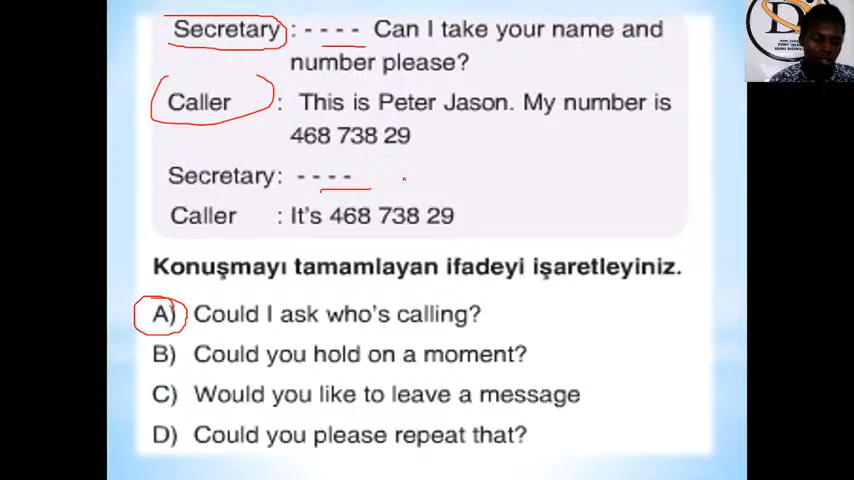 Secretary : - - - - Can I take your name and
number please?
Caller : This is Peter Jason. My number is
468 738 29
Secretary: - - - -
Caller : It's 468 738 29
Konuşmayı tamamlayan ifadeyi işaretleyiniz.
A) Could I ask who's calling?
B) Could you hold on a moment?
C) Would you like to leave a message
D) Could you please repeat that?